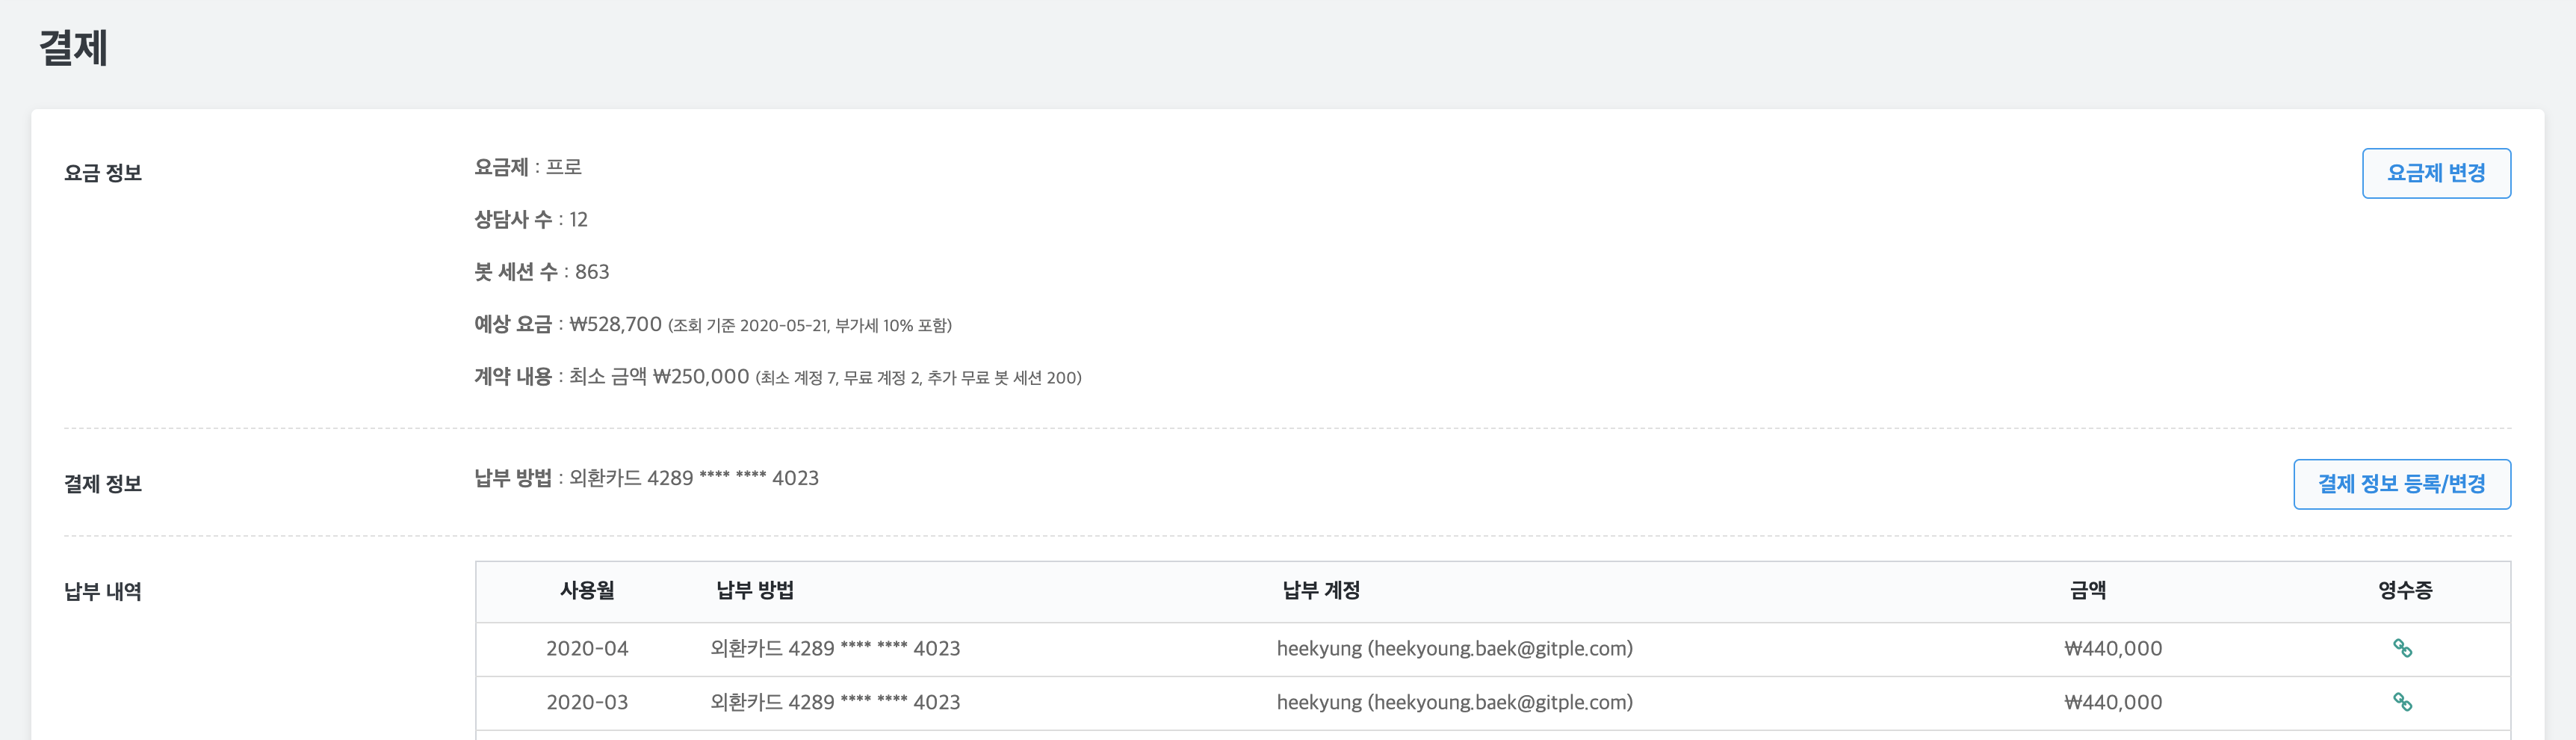 결제
요금 정보
요금제 : 프로
요금제 변경
상담사 수 : 12
봇 세션 수 : 863
예상 요금 : ₩528,700 (조회 기준 2020-05-21, 부가세 10% 포함)
계약 내용 : 최소 금액 ₩250,000 (최소 계정 7, 무료 계정 2, 추가 무료 봇 세션 200)
결제 정보
납부 방법 : 외환카드 4289 **** **** 4023
결제 정보 등록/변경
납부 내역
사용월 납부 방법 납부 계정 금액 영수증
2020-04 외환카드 4289 **** **** 4023 heekyung (heekyoung.baek@gitple.com) ₩440,000
2020-03 외환카드 4289 **** **** 4023 heekyung (heekyoung.baek@gitple.com) ₩440,000